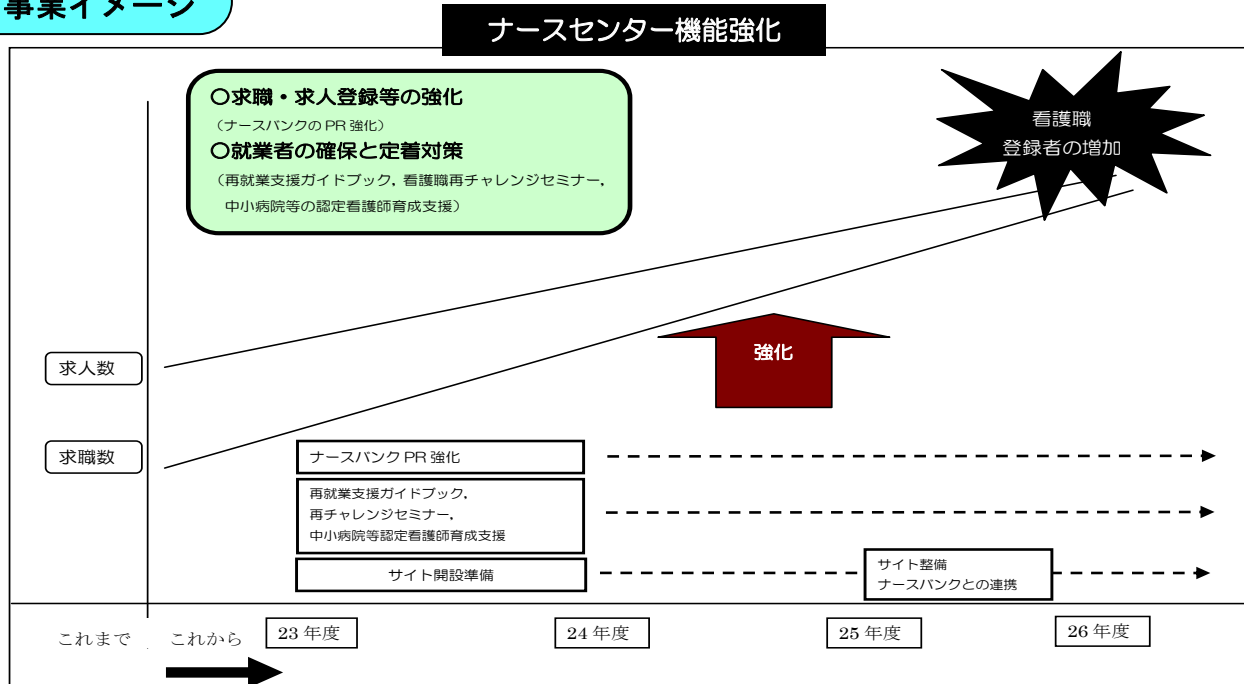 事業イメージ
ナースセンター機能強化
○求職・求人登録等の強化
（ナースバンクのPR強化）
○就業者の確保と定着対策
（再就業支援ガイドブック，看護職再チャレンジセミナー，
中小病院等の認定看護師育成支援）
看護職
登録者の増加
強化
求人数
求職数
ナースバンクPR強化
再就業支援ガイドブック，
再チャレンジセミナー，
中小病院等認定看護師育成支援
サイト開設準備
サイト整備
ナースバンクとの連携
これまで
これから
23年度
24年度
25年度
26年度